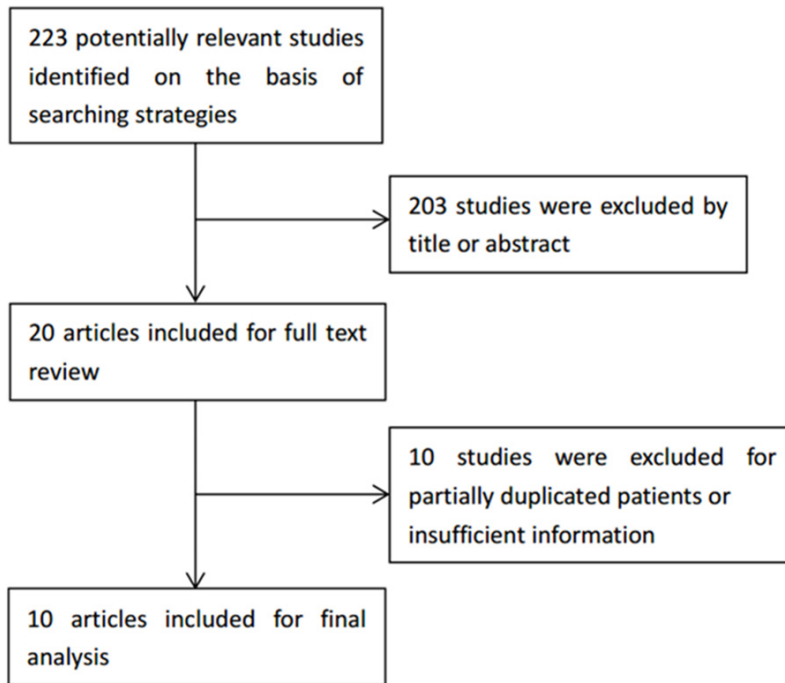 223 potentially relevant studies
identified on the basis of
searching strategies
203 studies were excluded by
title or abstract
20 articles included for full text
review
10 studies were excluded for
partially duplicated patients or
insufficient information
10 articles included for final
analysis